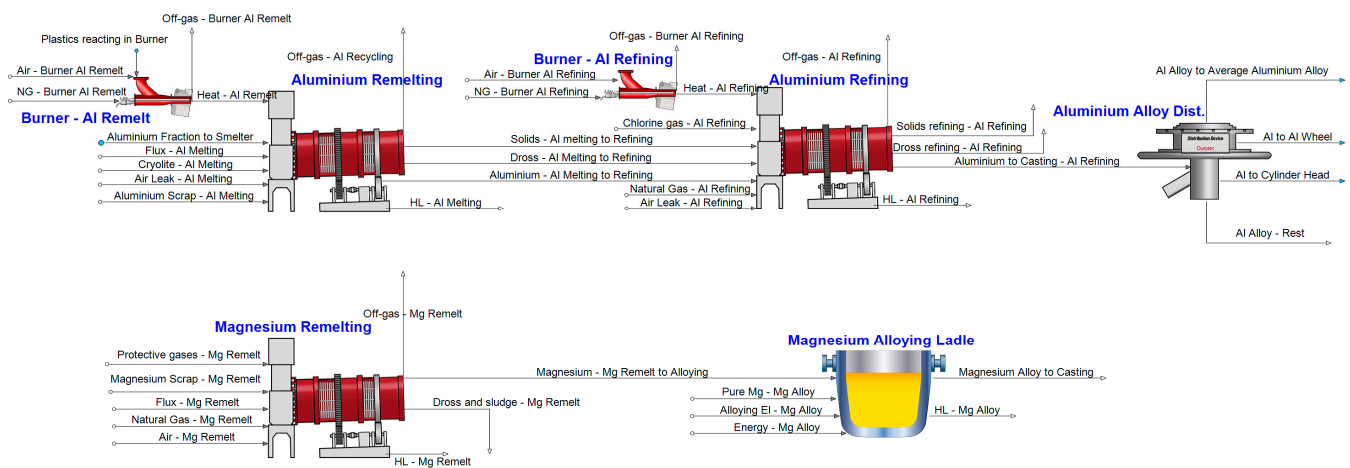 Off-gas - Burner Al Remelt
Plastics reacting in Burner
Air - Burner Al Remelt
NG - Burner Al Remelt
Heat - Al Remelt
Burner - Al Remelt
Off-gas - Al Recycling
Aluminium Remelting
Aluminium Fraction to Smelter
Flux - Al Melting
Cryolite - Al Melting
Air Leak - Al Melting
Aluminium Scrap - Al Melting
Solids - Al melting to Refining
Dross - Al Melting to Refining
Aluminium - Al Melting to Refining
HL - Al Melting
Off-gas - Burner Al Refining
Burner - Al Refining
Air - Burner Al Refining
NG - Burner Al Refining
Heat - Al Refining
Off-gas - Al Refining
Aluminium Refining
Chlorine gas - Al Refining
Natural Gas - Al Refining
Air Leak - Al Refining
Solids refining - Al Refining
Dross refining - Al Refining
Aluminium to Casting - Al Refining
HL - Al Refining
Aluminium Alloy Dist.
Al Alloy to Average Aluminium Alloy
Distribution Device
Outotec
Al to Al Wheel
Al to Cylinder Head
Al Alloy - Rest
Magnesium Remelting
Off-gas - Mg Remelt
Protective gases - Mg Remelt
Magnesium Scrap - Mg Remelt
Flux - Mg Remelt
Natural Gas - Mg Remelt
Air - Mg Remelt
Magnesium - Mg Remelt to Alloying
Dross and sludge - Mg Remelt
HL - Mg Remelt
Magnesium Alloying Ladle
Pure Mg - Mg Alloy
Alloying El - Mg Alloy
Energy - Mg Alloy
Magnesium Alloy to Casting
HL - Mg Alloy